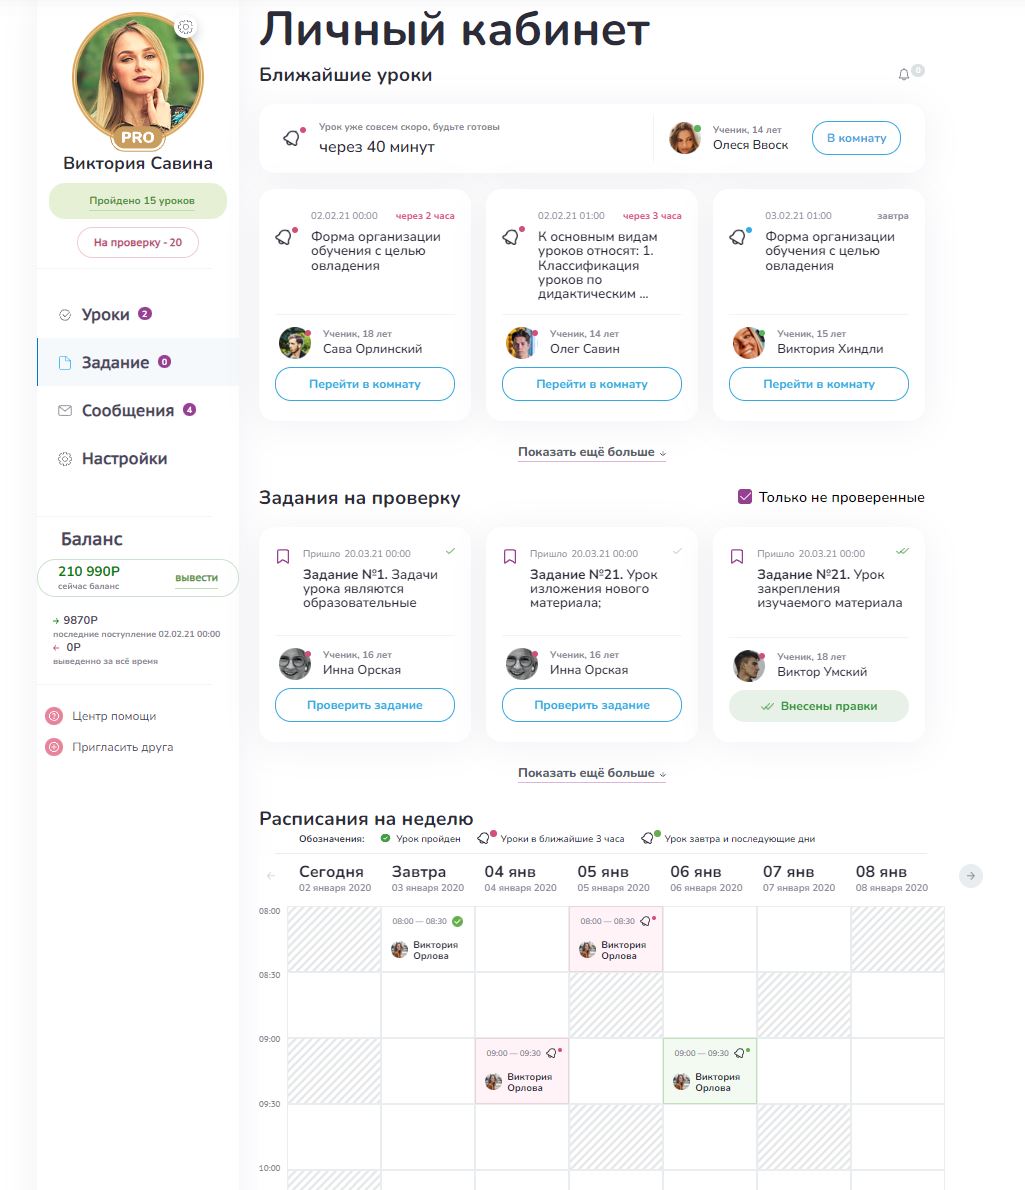 PRO
Виктория Савина
Пройдено 15 уроков
На проверку - 20
Уроки 2
Задание 0
Сообщения 4
Настройки
Баланс
210 990Р
сейчас баланс
вывести
9870Р
последние поступление 02.02.21 00:00
0Р
выведено за всё время
Центр помощи
Пригласить друга
Личный кабинет
Ближайшие уроки
0
Урок уже совсем скоро, будьте готовы
через 40 минут
Ученик, 14 лет
Олеся Ввоск
В комнату
02.02.21 00:00 через 2 часа
Форма организации
обучения с целью
овладения
Ученик, 18 лет
Сава Орлинский
Перейти в комнату
02.02.21 01:00 через 3 часа
К основным видам
уроков относят: 1.
Классификация
уроков по
дидактическим ...
Ученик, 14 лет
Олег Савин
Перейти в комнату
03.02.21 01:00 завтра
Форма организации
обучения с целью
овладения
Ученик, 15 лет
Виктория Хиндли
Перейти в комнату
Показать ещё больше
Задания на проверку
Только не проверенные
Пришло 20.03.21 00:00
Задание №1. Задачи
урока являются
образовательные
Ученик, 16 лет
Инна Орская
Проверить задание
Пришло 20.03.21 00:00
Задание №21. Урок
изложения нового
материала;
Ученик, 16 лет
Инна Орская
Проверить задание
Пришло 20.03.21 00:00
Задание №21. Урок
закрепления
изучаемого материала
Ученик, 18 лет
Виктор Умский
Внесены правки
Показать ещё больше
Расписания на неделю
Обозначения: Урок пройден Уроки в ближайшие 3 часа Урок завтра и последующие дни
Сегодня Завтра 04 янв 05 янв 06 янв 07 янв 08 янв
02 января 2020 03 января 2020 04 января 2020 05 января 2020 06 января 2020 07 января 2020 08 января 2020
08:00
08:00 — 08:30
Виктория
Орлова
08:00 — 08:30
Виктория
Орлова
08:30
09:00
09:00 — 09:30
Виктория
Орлова
09:00 — 09:30
Виктория
Орлова
09:30
10:00